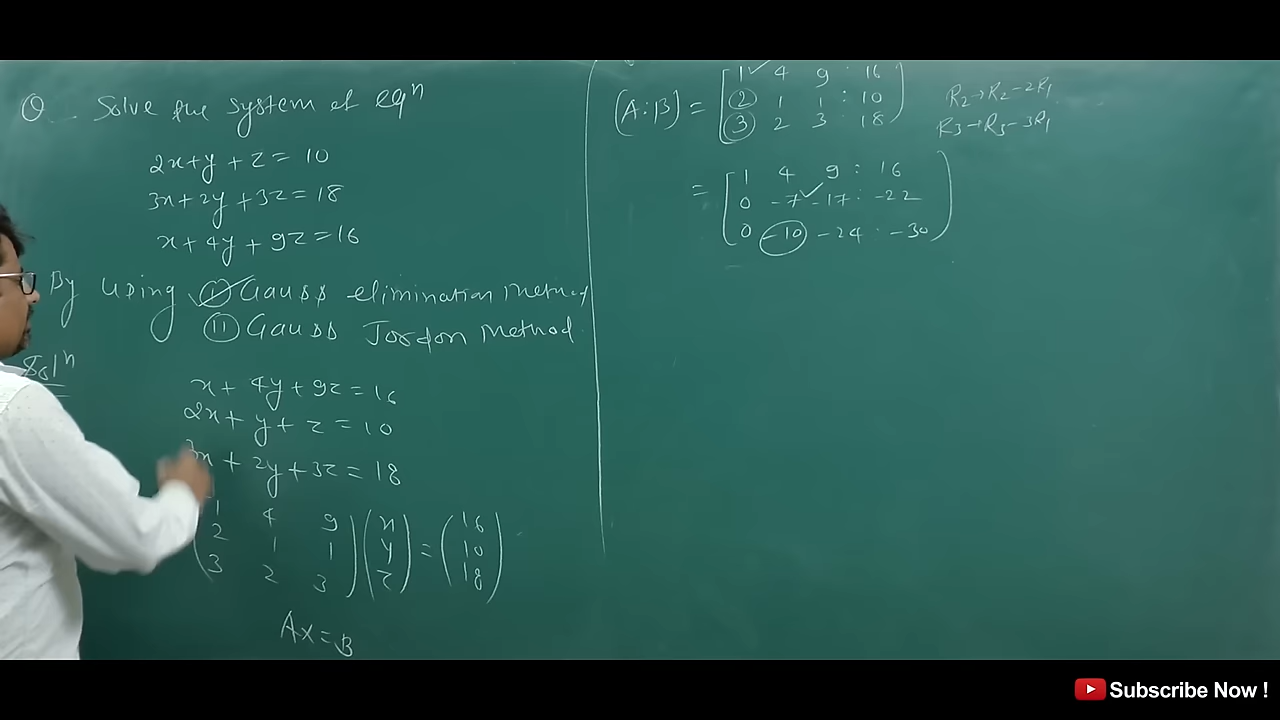 Q Solve the system of eqⁿ
2x+y+z=10
3x+2y+3z=18
x+4y+9z=16
By using (I) Gauss elimination Method
(II) Gauss Jordon Method.
Solⁿ
x+4y+9z=16
2x+y+z=10
3x+2y+3z=18
1 4 9 x 16
2 1 1 y = 10
3 2 3 z 18
AX=B
1 4 9 : 16
(A:B) = 2 1 1 : 10 R₂→R₂-2R₁
3 2 3 : 18 R₃→R₃-3R₁
1 4 9 : 16
= 0 -7 -17 : -22
0 -10 -24 : -30
Subscribe Now !